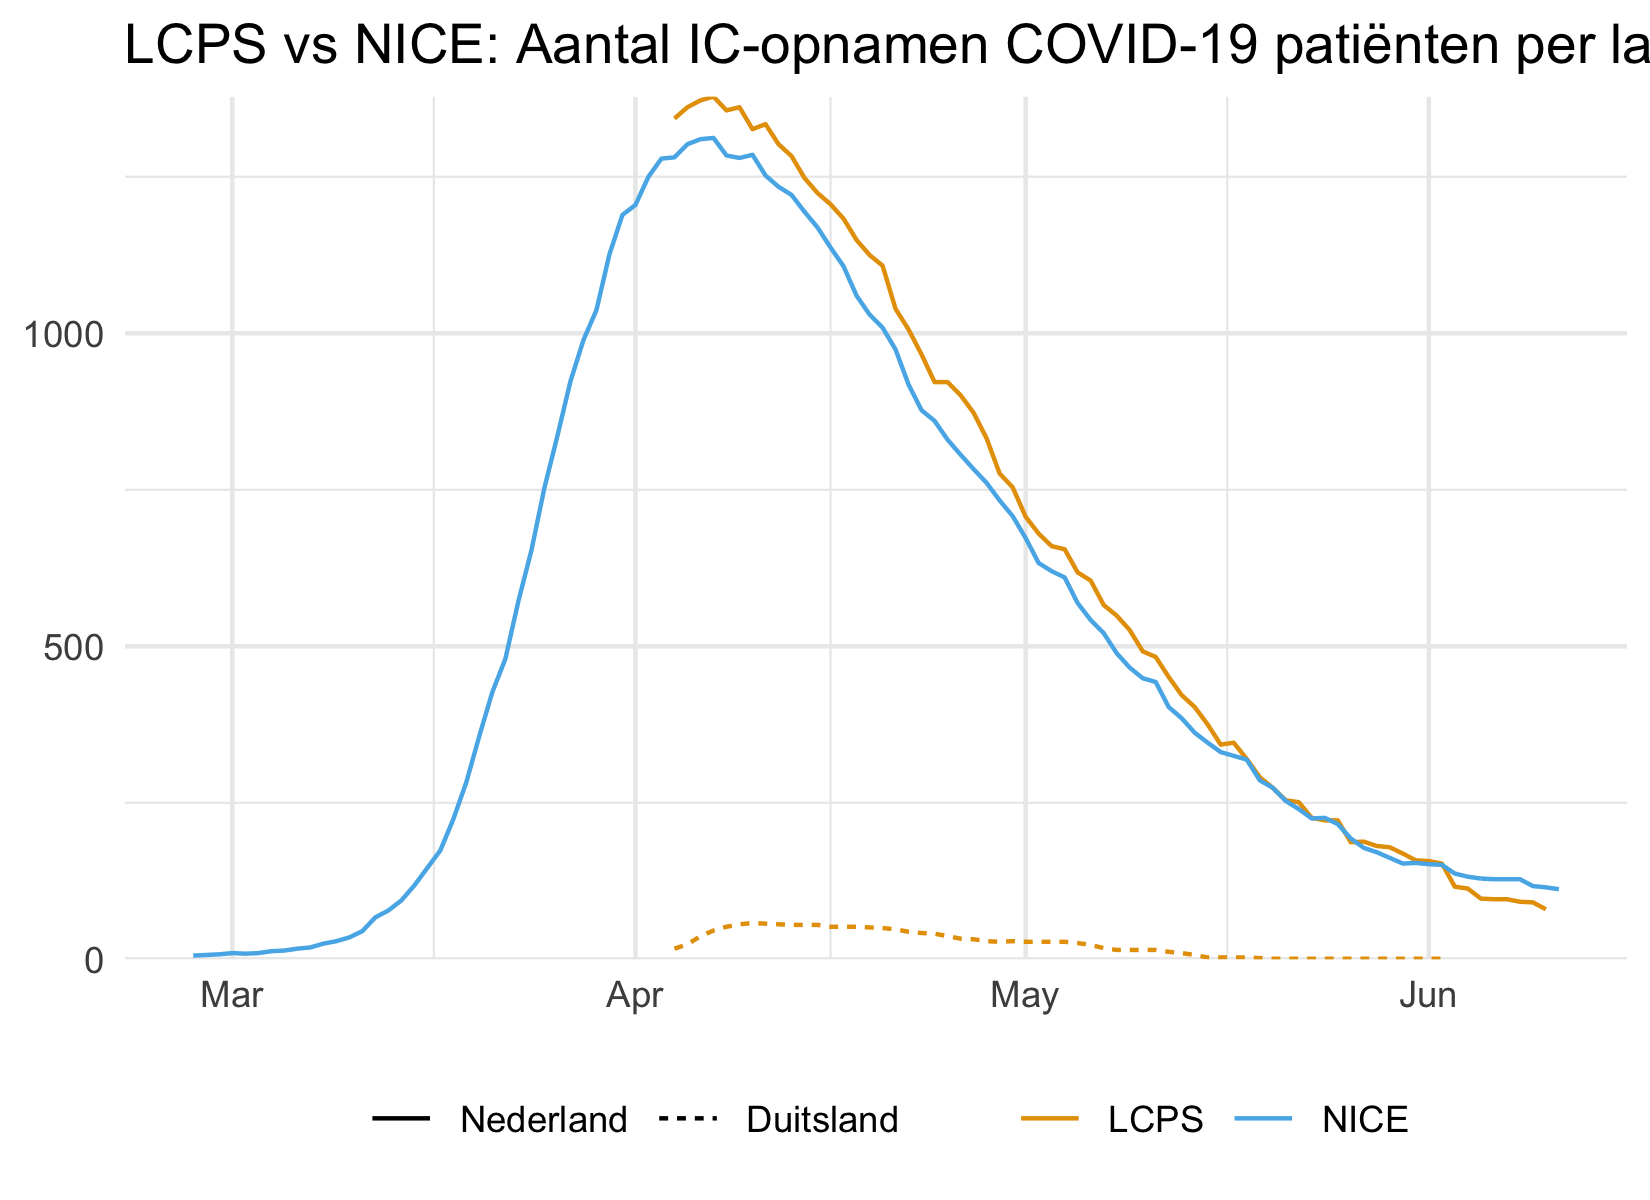 LCPS vs NICE: Aantal IC-opnamen COVID-19 patiënten per la
1000
500
0
Mar Apr May Jun
Nederland Duitsland LCPS NICE